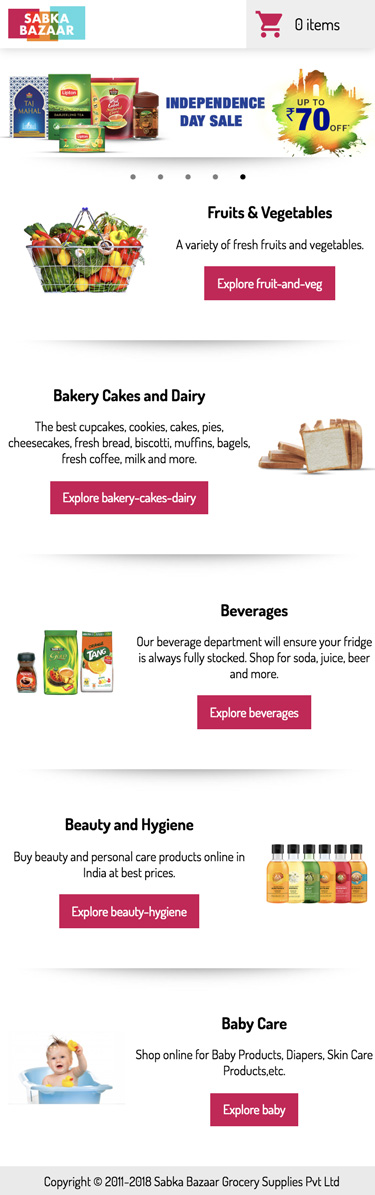 SABKA
BAZAAR
0 items
TAJ
MAHAL
Lipton
Lipton
INDEPENDENCE
DAY SALE
UP TO
₹70 OFF*
Fruits & Vegetables
A variety of fresh fruits and vegetables.
Explore fruit-and-veg
Bakery Cakes and Dairy
The best cupcakes, cookies, cakes, pies,
cheesecakes, fresh bread, biscotti, muffins, bagels,
fresh coffee, milk and more.
Explore bakery-cakes-dairy
Beverages
Our beverage department will ensure your fridge
is always fully stocked. Shop for soda, juice, beer
and more.
TANG
Explore beverages
Beauty and Hygiene
Buy beauty and personal care products online in
India at best prices.
Explore beauty-hygiene
Baby Care
Shop online for Baby Products, Diapers, Skin Care
Products,etc.
Explore baby
Copyright © 2011-2018 Sabka Bazaar Grocery Supplies Pvt Ltd